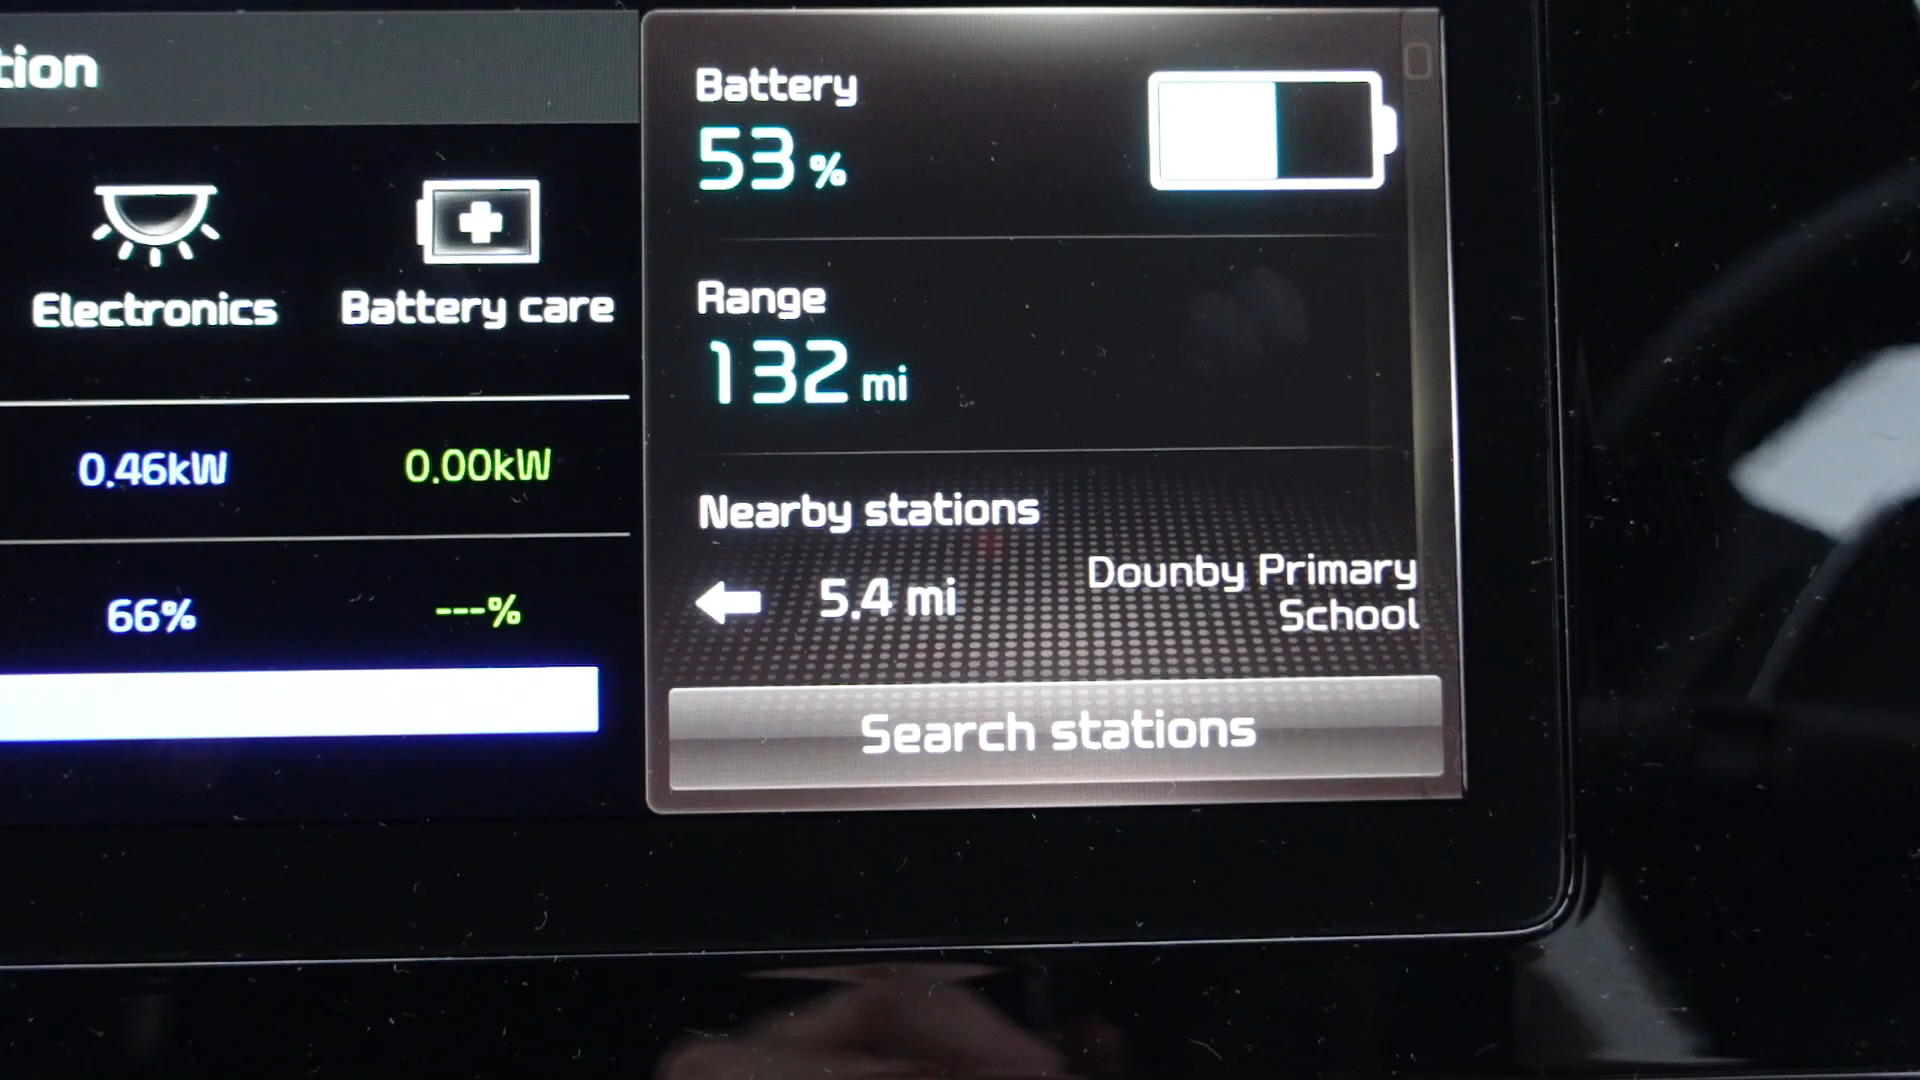 tion
Electronics
Battery care
0.46kW
0.00kW
66%
---%
Battery
53 %
Range
132 mi
Nearby stations
5.4 mi
Dounby Primary
School
Search stations